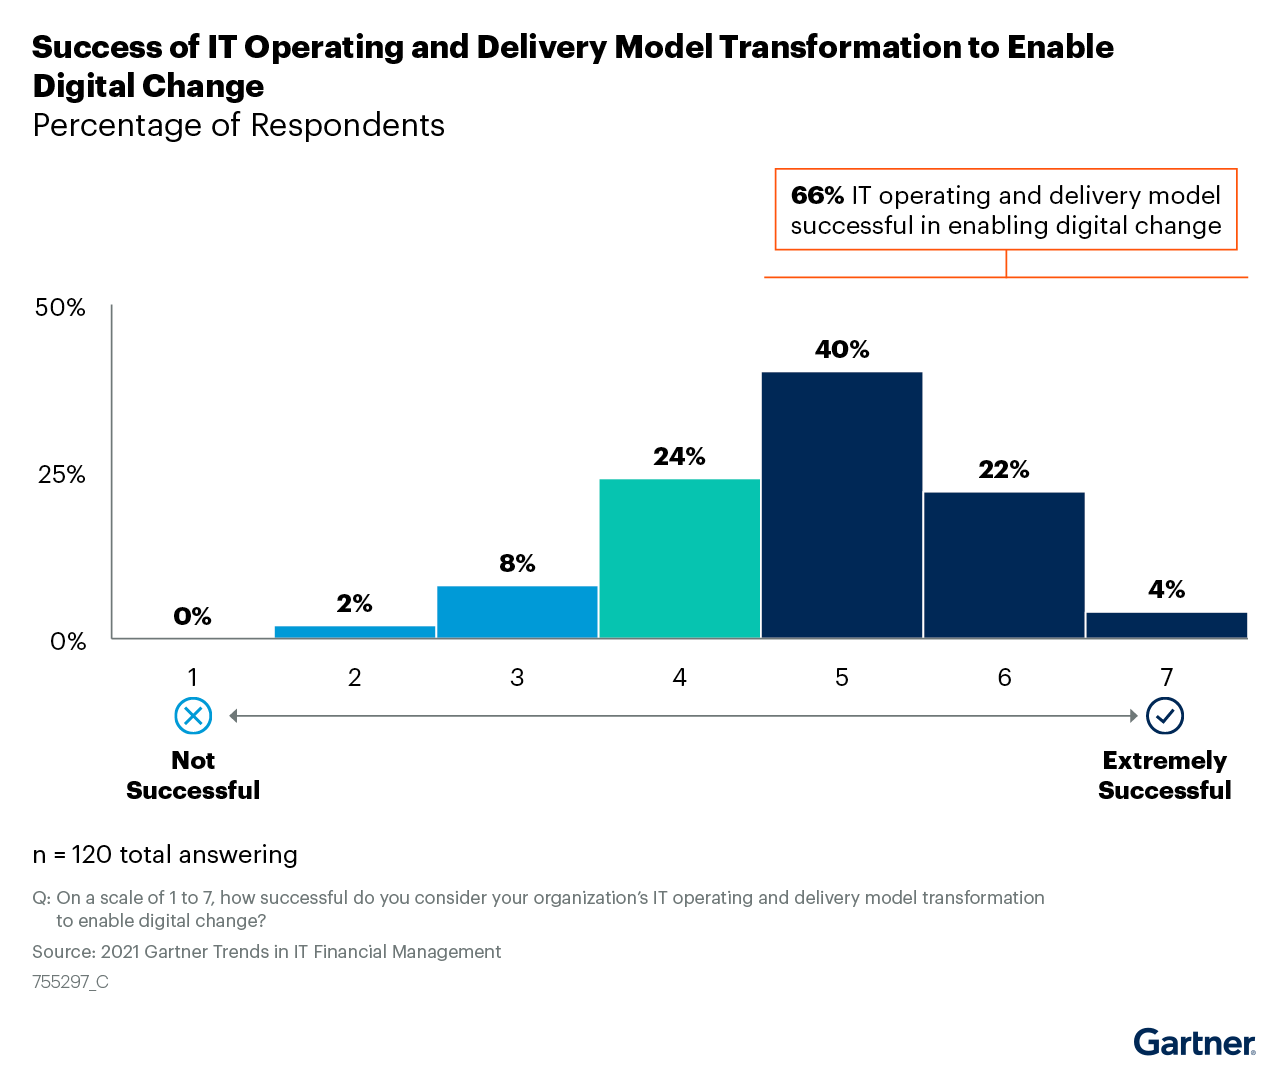 Success of IT Operating and Delivery Model Transformation to Enable
Digital Change
Percentage of Respondents
66% IT operating and delivery model
successful in enabling digital change
50%
25%
0%
0%
2%
8%
24%
40%
22%
4%
1
2
3
4
5
6
7
Not
Successful
Extremely
Successful
n = 120 total answering
Q: On a scale of 1 to 7, how successful do you consider your organization’s IT operating and delivery model transformation
to enable digital change?
Source: 2021 Gartner Trends in IT Financial Management
755297_C
Gartner®